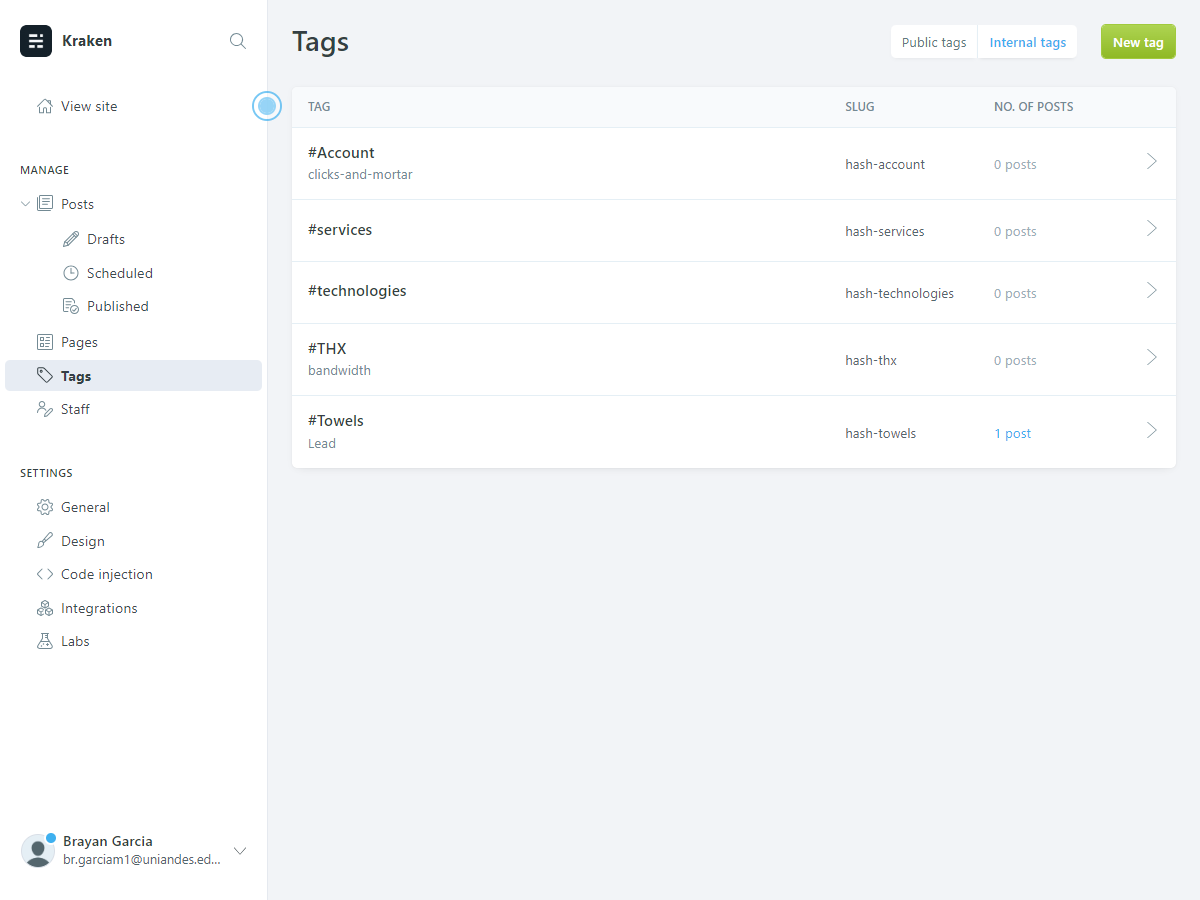 Kraken
View site
MANAGE
Posts
Drafts
Scheduled
Published
Pages
Tags
Staff
SETTINGS
General
Design
Code injection
Integrations
Labs
Brayan Garcia
br.garciam1@uniandes.ed...
Tags
Public tags
Internal tags
New tag
TAG SLUG NO. OF POSTS
#Account
clicks-and-mortar
hash-account
0 posts
#services
hash-services
0 posts
#technologies
hash-technologies
0 posts
#THX
bandwidth
hash-thx
0 posts
#Towels
Lead
hash-towels
1 post